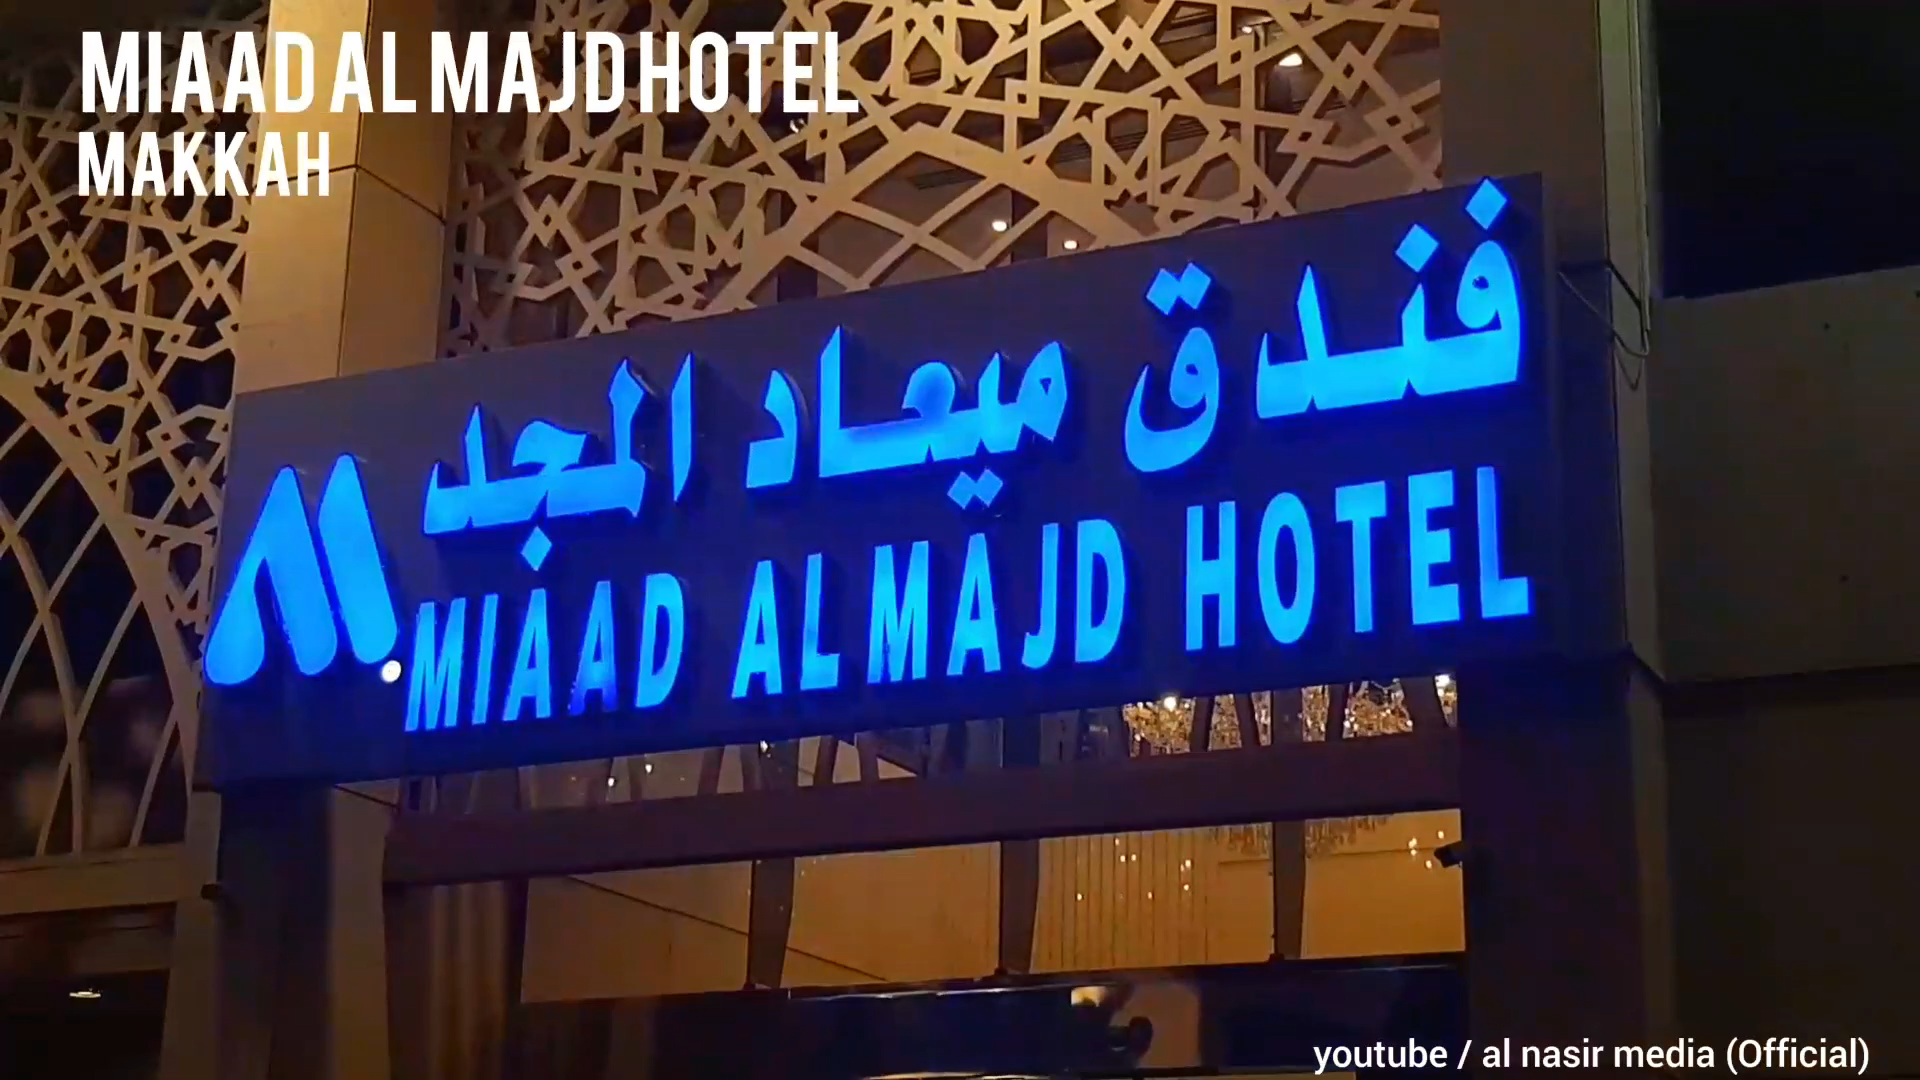 MIAAD AL MAJD HOTEL
MAKKAH
فندق ميعاد المجد
MIAAD AL MAJD HOTEL
youtube / al nasir media (Official)